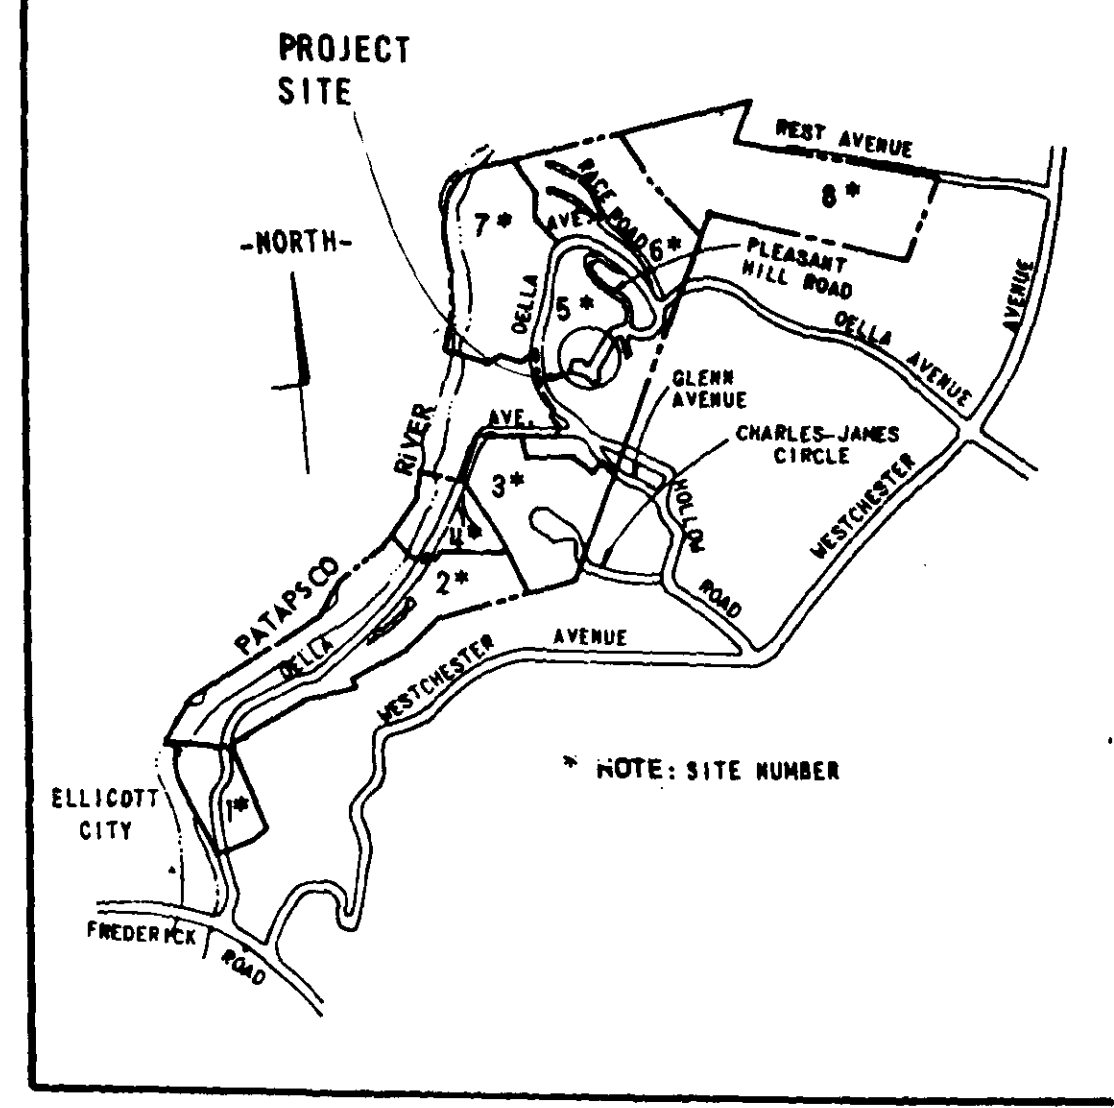 PROJECT
SITE
REST AVENUE
RACE ROAD
8*
7*
AVE.
6*
-NORTH-
PLEASANT
HILL ROAD
OELLA
5*
AVENUE
OELLA AVENUE
GLENN
AVENUE
RIVER
AVE.
CHARLES-JAMES
CIRCLE
3*
HOLLOW
ROAD
WESTCHESTER
4*
2*
PATAPSCO
OELLA
AVENUE
WESTCHESTER
* NOTE: SITE NUMBER
ELLICOTT
CITY
1*
FREDERICK
ROAD